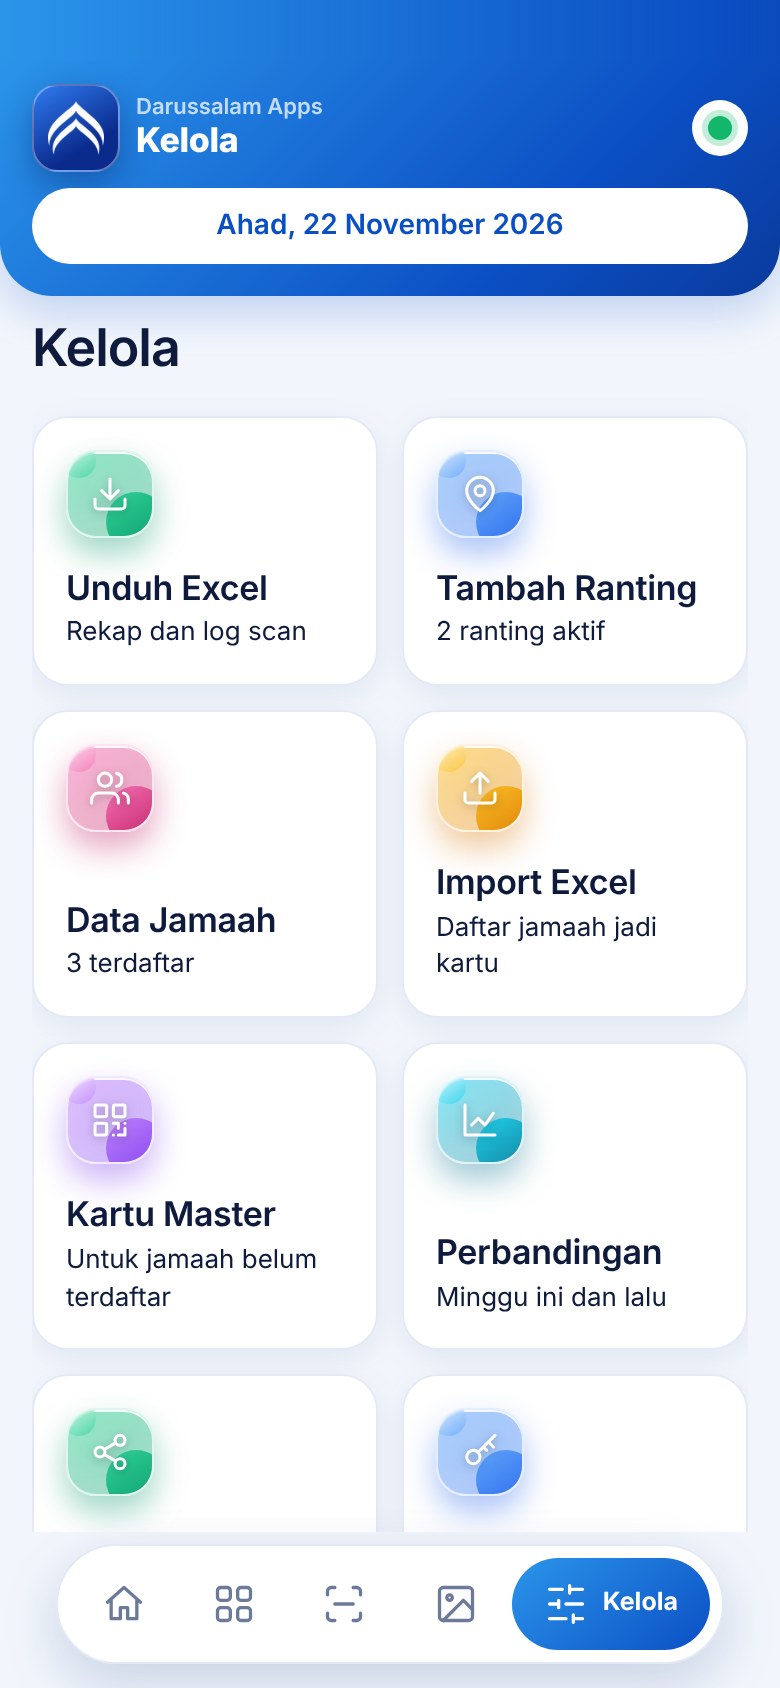 Darussalam Apps
Kelola
Ahad, 22 November 2026
Kelola
Unduh Excel
Rekap dan log scan
Tambah Ranting
2 ranting aktif
Data Jamaah
3 terdaftar
Import Excel
Daftar jamaah jadi
kartu
Kartu Master
Untuk jamaah belum
terdaftar
Perbandingan
Minggu ini dan lalu
Kelola